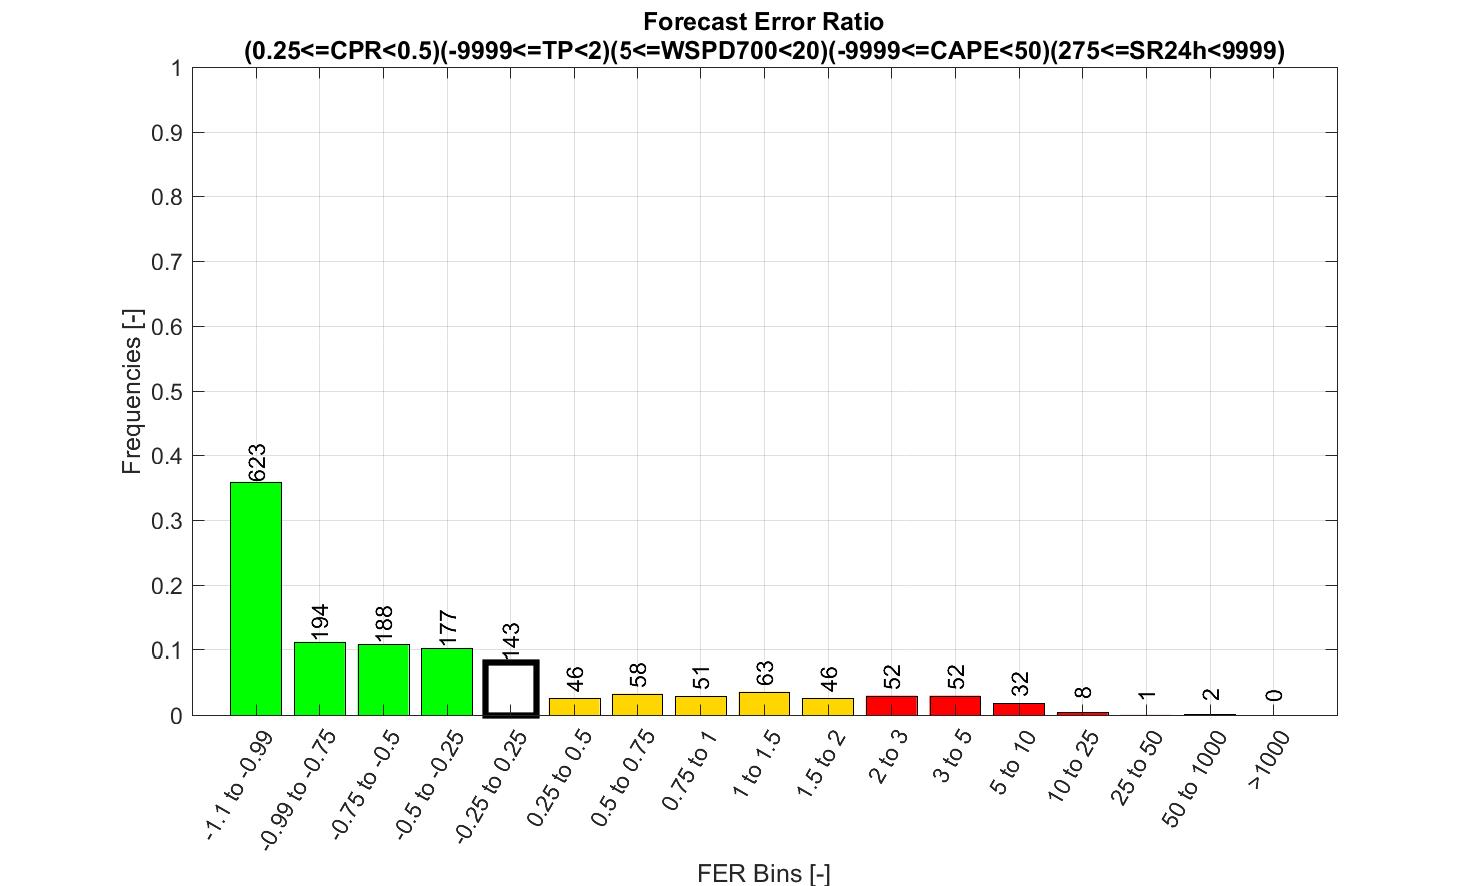 Forecast Error Ratio
(0.25<=CPR<0.5)(-9999<=TP<2)(5<=WSPD700<20)(-9999<=CAPE<50)(275<=SR24h<9999)
Frequencies [-]
1
0.9
0.8
0.7
0.6
0.5
0.4
0.3
0.2
0.1
0
623
194
188
177
143
46
58
51
63
46
52
52
32
8
1
2
0
-1.1 to -0.99
-0.99 to -0.75
-0.75 to -0.5
-0.5 to -0.25
-0.25 to 0.25
0.25 to 0.5
0.5 to 0.75
0.75 to 1
1 to 1.5
1.5 to 2
2 to 3
3 to 5
5 to 10
10 to 25
25 to 50
50 to 1000
>1000
FER Bins [-]